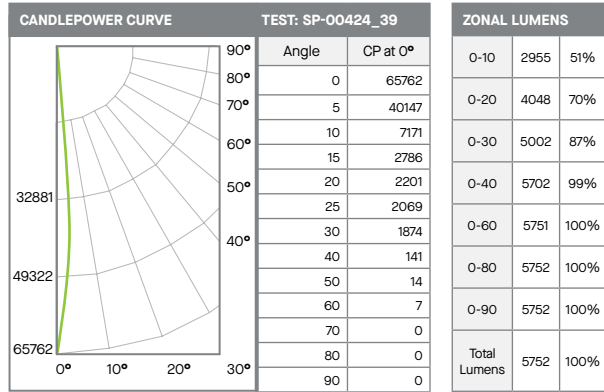 CANDLEPOWER CURVE
32881
49322
65762
0° 10° 20° 30°
90°
80°
70°
60°
50°
40°
TEST: SP-00424_39
Angle CP at 0°
0 65762
5 40147
10 7171
15 2786
20 2201
25 2069
30 1874
40 141
50 14
60 7
70 0
80 0
90 0
ZONAL LUMENS
0-10 2955 51%
0-20 4048 70%
0-30 5002 87%
0-40 5702 99%
0-60 5751 100%
0-80 5752 100%
0-90 5752 100%
Total
Lumens 5752 100%